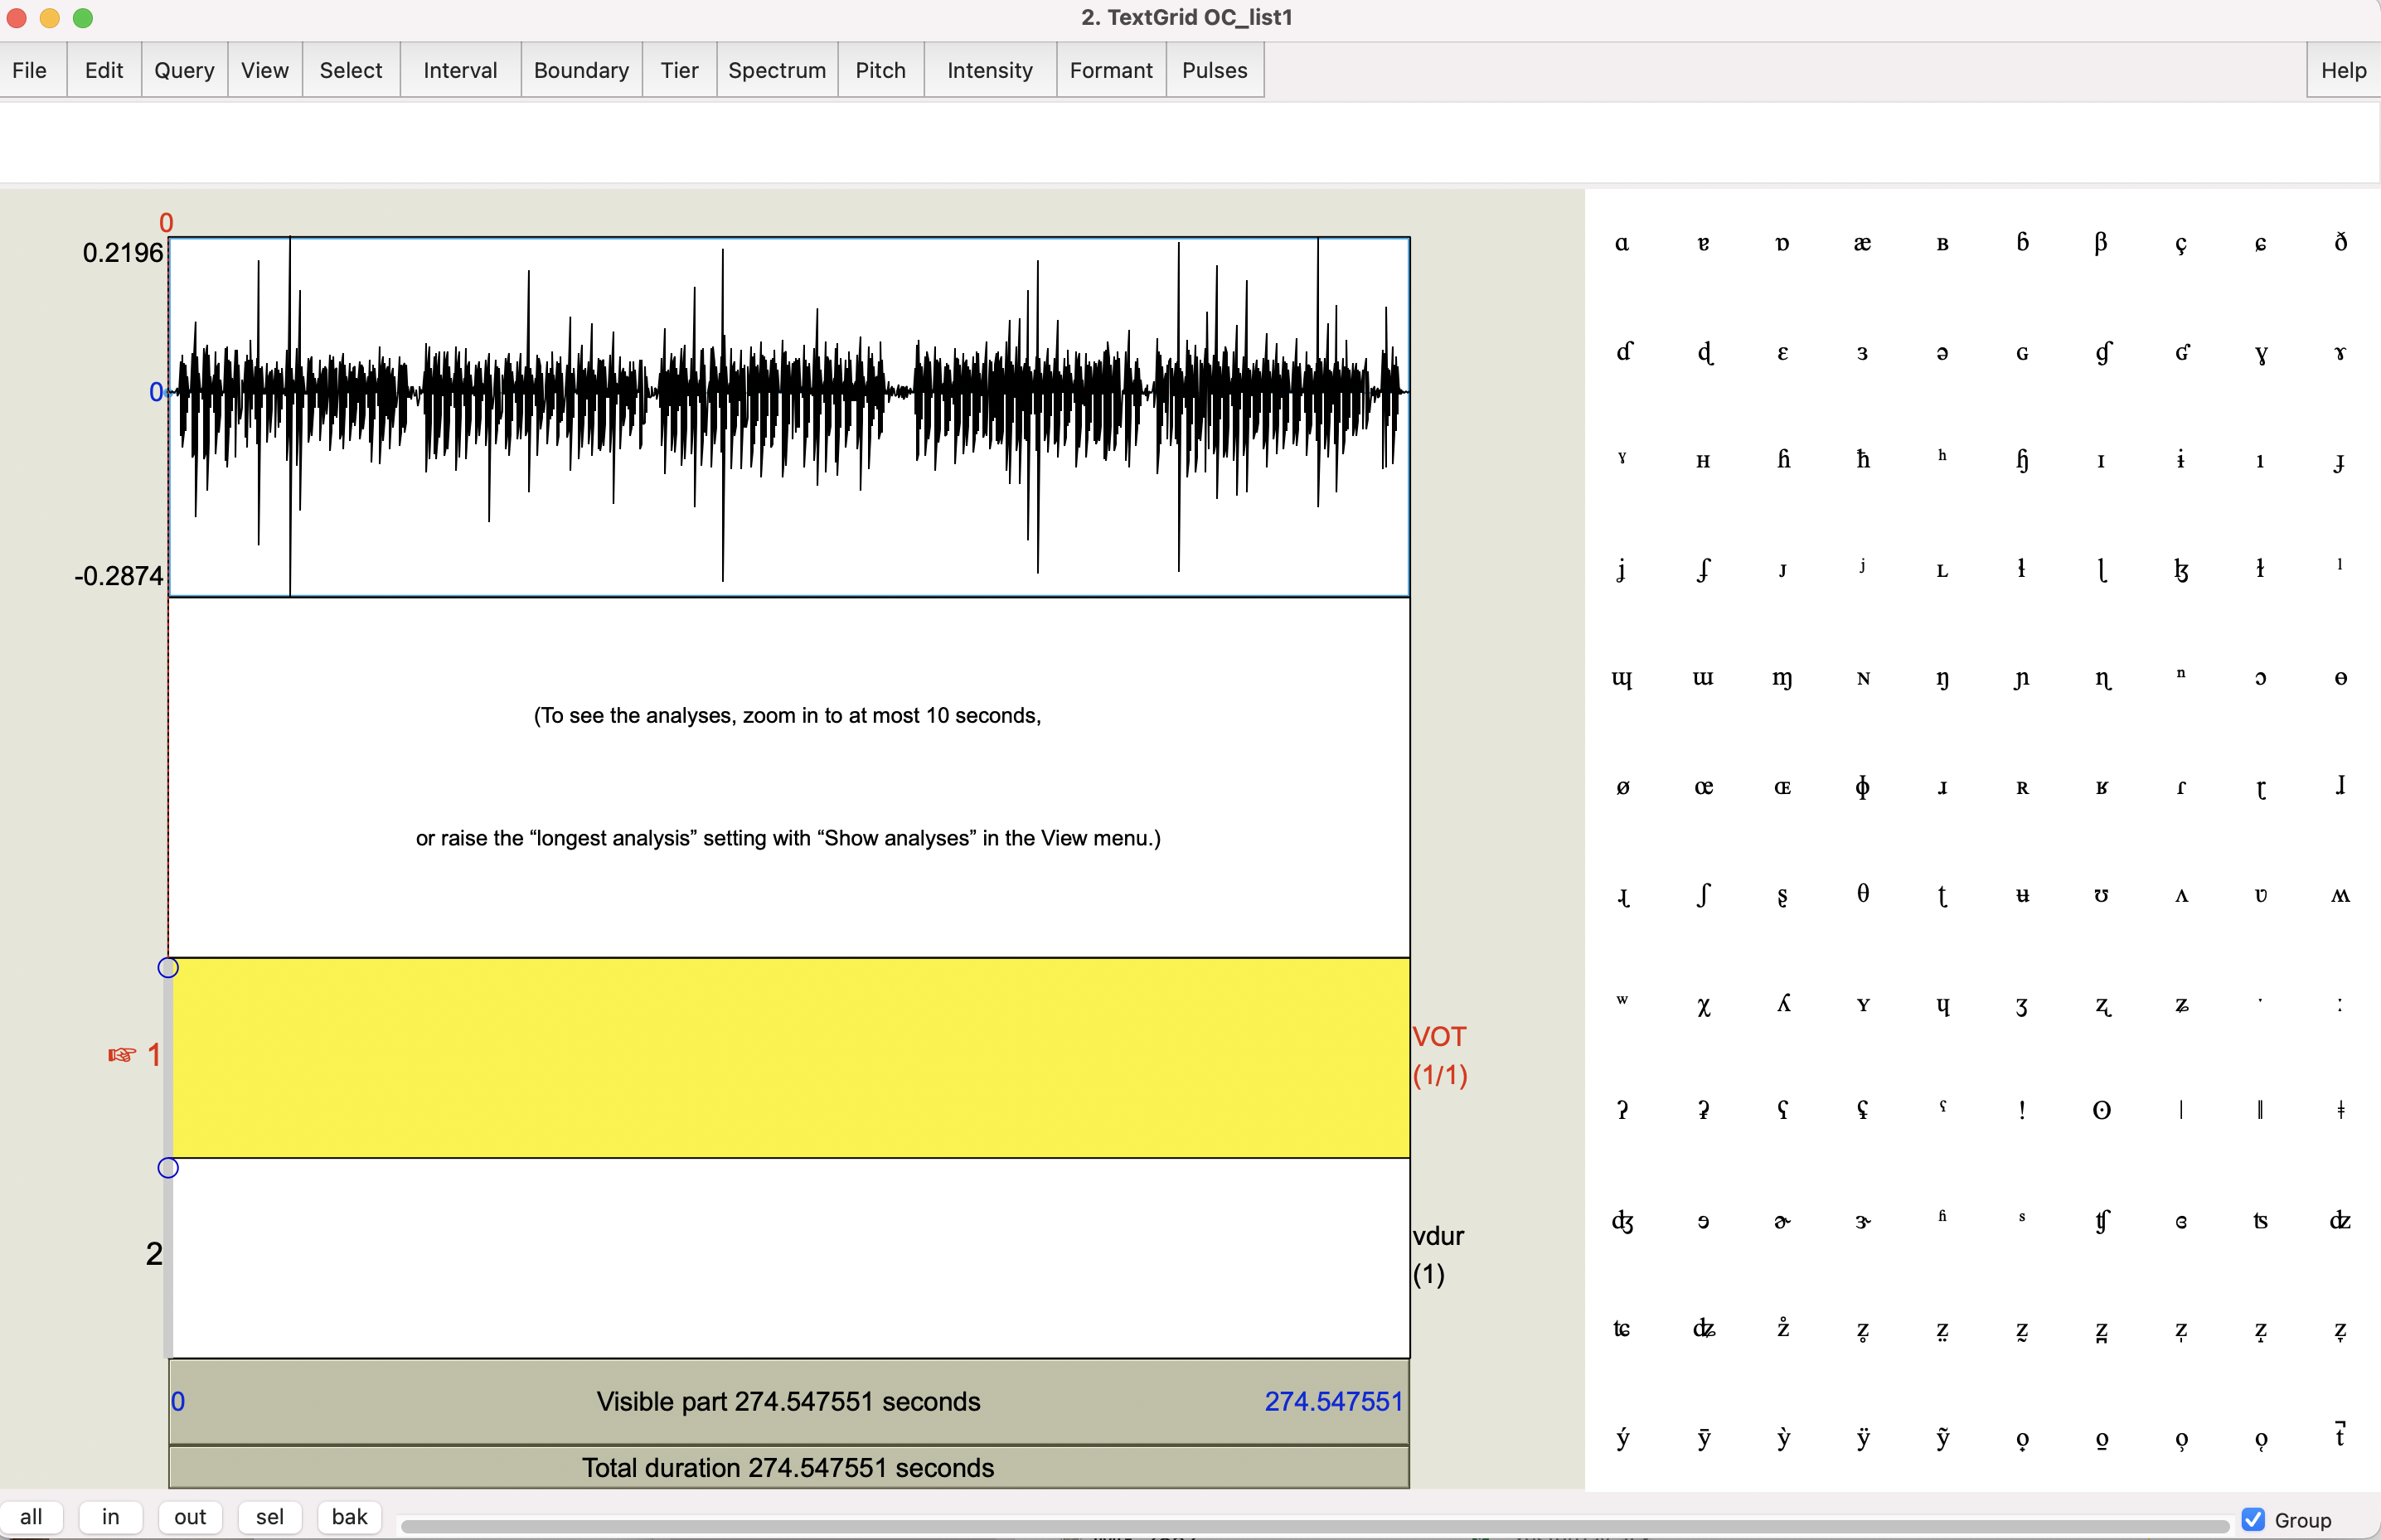 2. TextGrid OC_list1
File Edit Query View Select Interval Boundary Tier Spectrum Pitch Intensity Formant Pulses Help
0
0.2196
0
-0.2874
(To see the analyses, zoom in to at most 10 seconds,
or raise the “longest analysis” setting with “Show analyses” in the View menu.)
☞ 1
VOT
(1/1)
2
vdur
(1)
0 Visible part 274.547551 seconds 274.547551
Total duration 274.547551 seconds
ɑ ɐ ɒ æ ʙ ɓ β ç ɕ ð
ɗ ɖ ɛ ɜ ə ɢ ɠ ʛ ɣ ɤ
ˠ ʜ ɦ ħ ʰ ɧ ɪ ɨ ı ɟ
ʝ ʄ ᴊ ʲ ʟ ɬ ɭ ɮ ɫ ˡ
ɰ ɯ ɱ ɴ ŋ ɲ ɳ ⁿ ɔ ɵ
ø œ ɶ ɸ ɹ ʀ ʁ ɾ ɽ ɺ
ɻ ʃ ʂ θ ʈ ʉ ʊ ʌ ʋ ʍ
ʷ χ ʎ ʏ ɥ ʒ ʐ ʑ ˑ ː
ʔ ʡ ʕ ʢ ˤ ! ʘ ǀ ǁ ǂ
ʤ ɘ ɚ ɝ ʱ ˢ ʧ ɞ ʦ ʣ
ʨ ʥ z̊ z̥ z̤ z̰ z̪ z̩ z̝ z̞
ý ȳ ỳ ÿ ỹ o̟ o̠ o̹ o̜ t̚
all in out sel bak Group